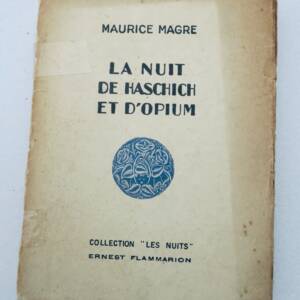 MAURICE MAGRE
LA NUIT
DE HASCHICH
ET D'OPIUM
COLLECTION "LES NUITS"
ERNEST FLAMMARION